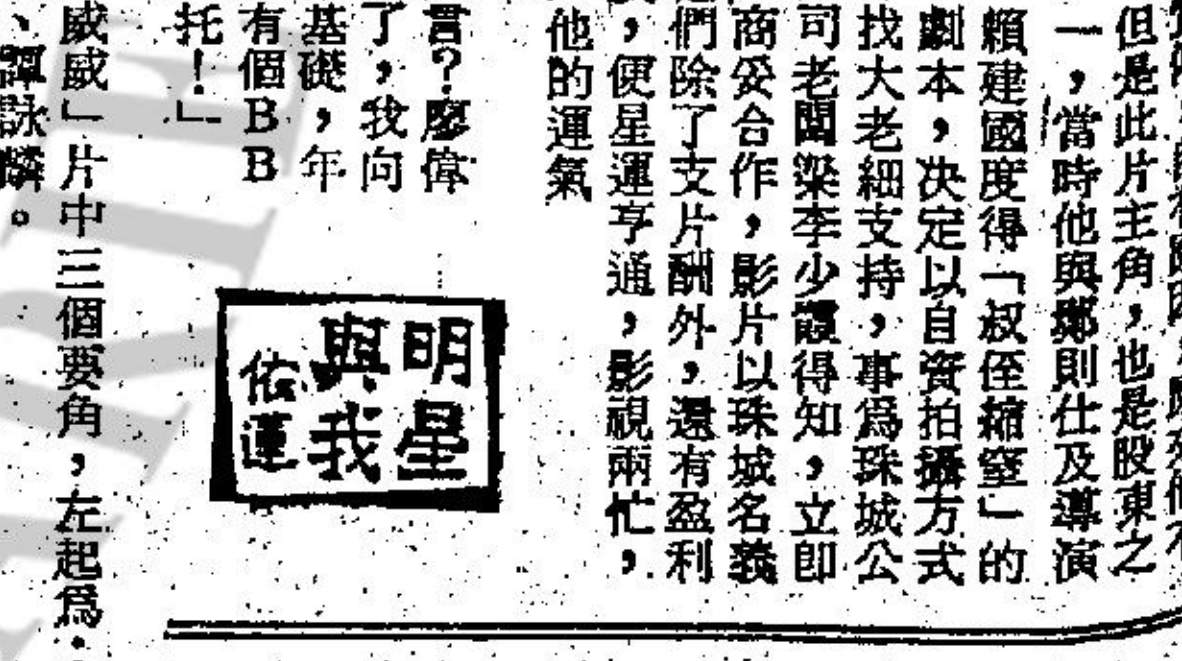 但是此片主角，也是股東之
一，當時他與鄭則仕及導演
賴建國度得「叔侄縮窒」的
劇本，決定以自資拍攝方式
找大老細支持，事爲珠城公
司老闆梁李少霞得知，立即
商妥合作，影片以珠城名義
們除了支片酬外，還有盈利
，便星運亨通，影視兩忙，
他的運氣
言？廖偉
了，我向
基礎，年
有個BB
托！」
明星
與我
依運
威威」片中三個要角，左起爲：
、譚詠麟。